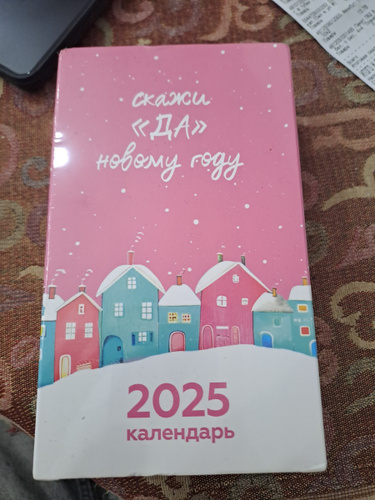 скажи
«ДА»
новому году
2025
календарь